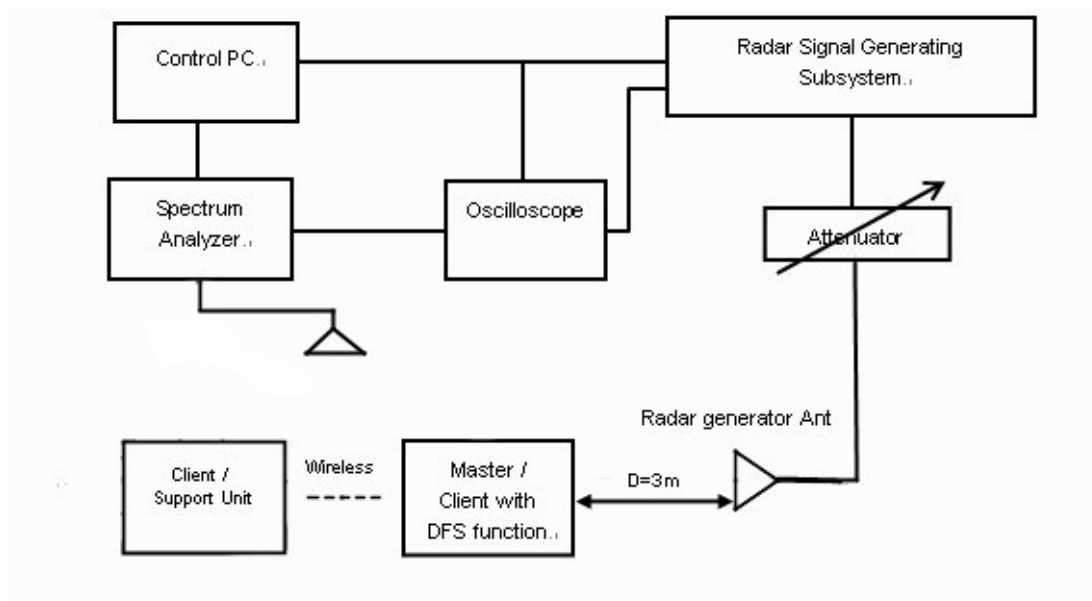 Control PC.
Radar Signal Generating
Subsystem.
Spectrum
Analyzer.
Oscilloscope
Attenuator
Radar generator Ant
Client /
Support Unit
Wireless
Master /
Client with
DFS function.
D=3m